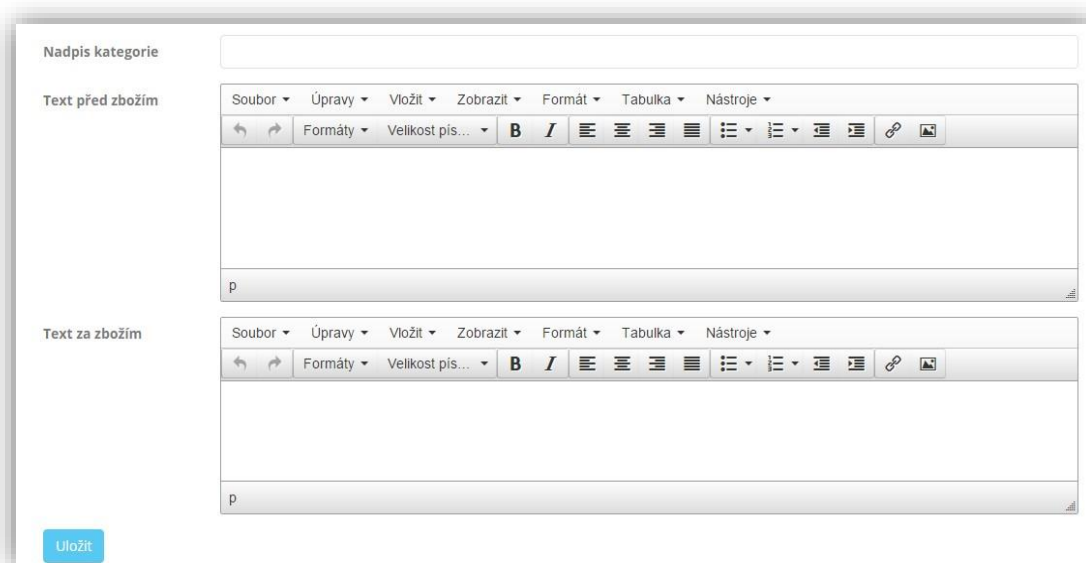 Nadpis kategorie
Text před zbožím
Soubor Úpravy Vložit Zobrazit Formát Tabulka Nástroje
Formáty Velikost pís... B I
p
Text za zbožím
Soubor Úpravy Vložit Zobrazit Formát Tabulka Nástroje
Formáty Velikost pís... B I
p
Uložit